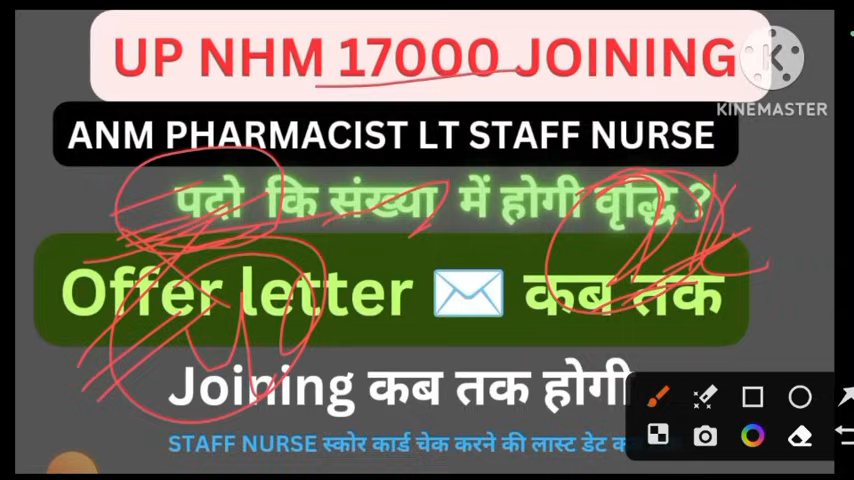 UP NHM 17000 JOINING
KINEMASTER
ANM PHARMACIST LT STAFF NURSE
पदो कि संख्या में होगी वृद्धि ?
Offer letter ✉️ कब तक
Joining कब तक होगी
STAFF NURSE स्कोर कार्ड चेक करने की लास्ट डेट